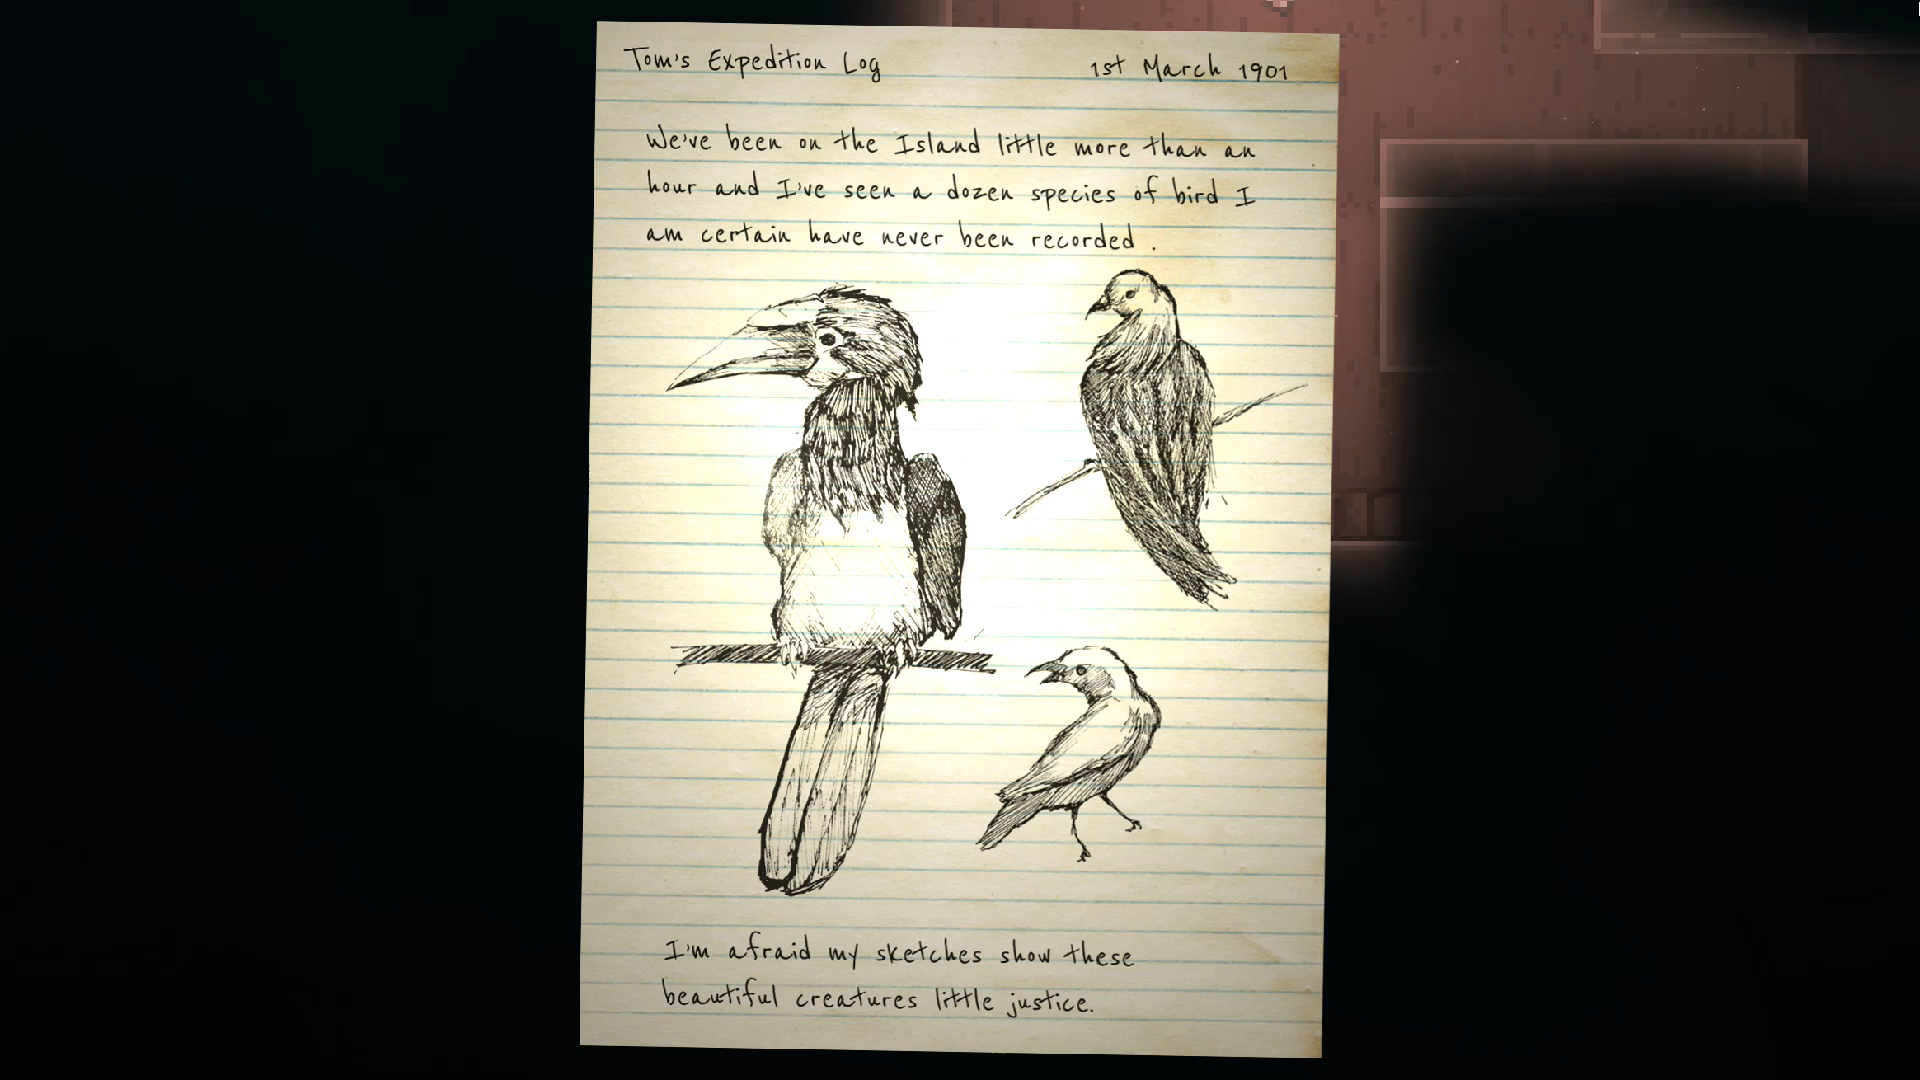 Tom's Expedition Log
1st March 1901
We've been on the Island little more than an
hour and I've seen a dozen species of bird I
am certain have never been recorded.
I'm afraid my sketches show these
beautiful creatures little justice.